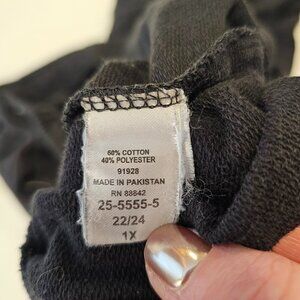 60% COTTON
40% POLYESTER
91928
MADE IN PAKISTAN
RN 88842
25-5555-5
22/24
1X